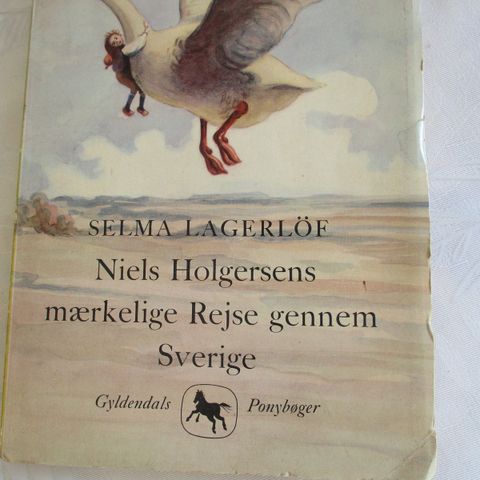 SELMA LAGERLÖF
Niels Holgersens
mærkelige Rejse gennem
Sverige
Gyldendals Ponybøger